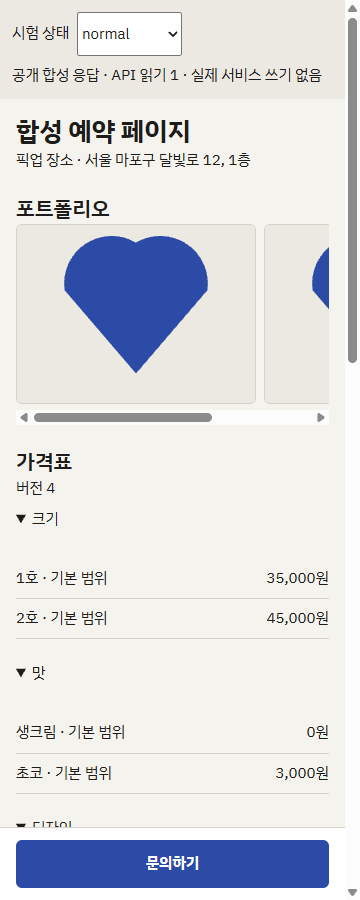 시험 상태 normal
공개 합성 응답 · API 읽기 1 · 실제 서비스 쓰기 없음
합성 예약 페이지
픽업 장소 · 서울 마포구 달빛로 12, 1층
포트폴리오
가격표
버전 4
▼ 크기
1호 · 기본 범위 35,000원
2호 · 기본 범위 45,000원
▼ 맛
생크림 · 기본 범위 0원
초코 · 기본 범위 3,000원
문의하기